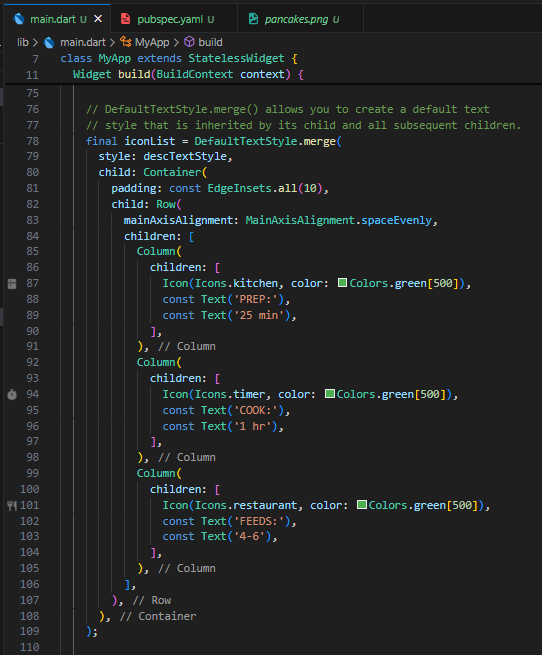 main.dart U
pubspec.yaml U
pancakes.png U
lib > main.dart > MyApp > build
7 class MyApp extends StatelessWidget {
11 Widget build(BuildContext context) {
75
76 // DefaultTextStyle.merge() allows you to create a default text
77 // style that is inherited by its child and all subsequent children.
78 final iconList = DefaultTextStyle.merge(
79 style: descTextStyle,
80 child: Container(
81 padding: const EdgeInsets.all(10),
82 child: Row(
83 mainAxisAlignment: MainAxisAlignment.spaceEvenly,
84 children: [
85 Column(
86 children: [
87 Icon(Icons.kitchen, color: Colors.green[500]),
88 const Text('PREP:'),
89 const Text('25 min'),
90 ],
91 ), // Column
92 Column(
93 children: [
94 Icon(Icons.timer, color: Colors.green[500]),
95 const Text('COOK:'),
96 const Text('1 hr'),
97 ],
98 ), // Column
99 Column(
100 children: [
101 Icon(Icons.restaurant, color: Colors.green[500]),
102 const Text('FEEDS:'),
103 const Text('4-6'),
104 ],
105 ), // Column
106 ],
107 ), // Row
108 ), // Container
109 );
110